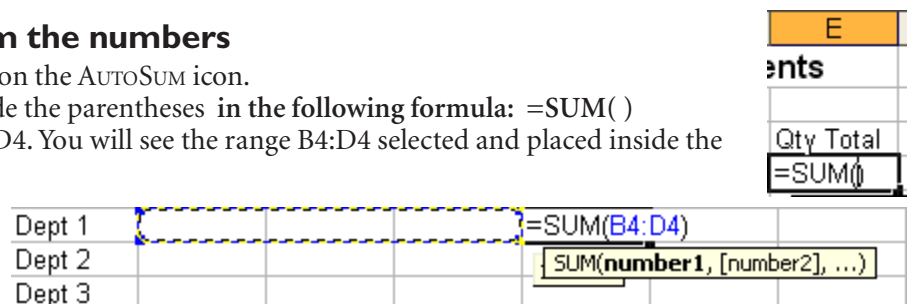 m the numbers
on the AUTOSUM icon.
de the parentheses in the following formula: =SUM( )
D4. You will see the range B4:D4 selected and placed inside the
E
ents
Qty Total
=SUM()
Dept 1 =SUM(B4:D4)
Dept 2 SUM(number1, [number2], ...)
Dept 3